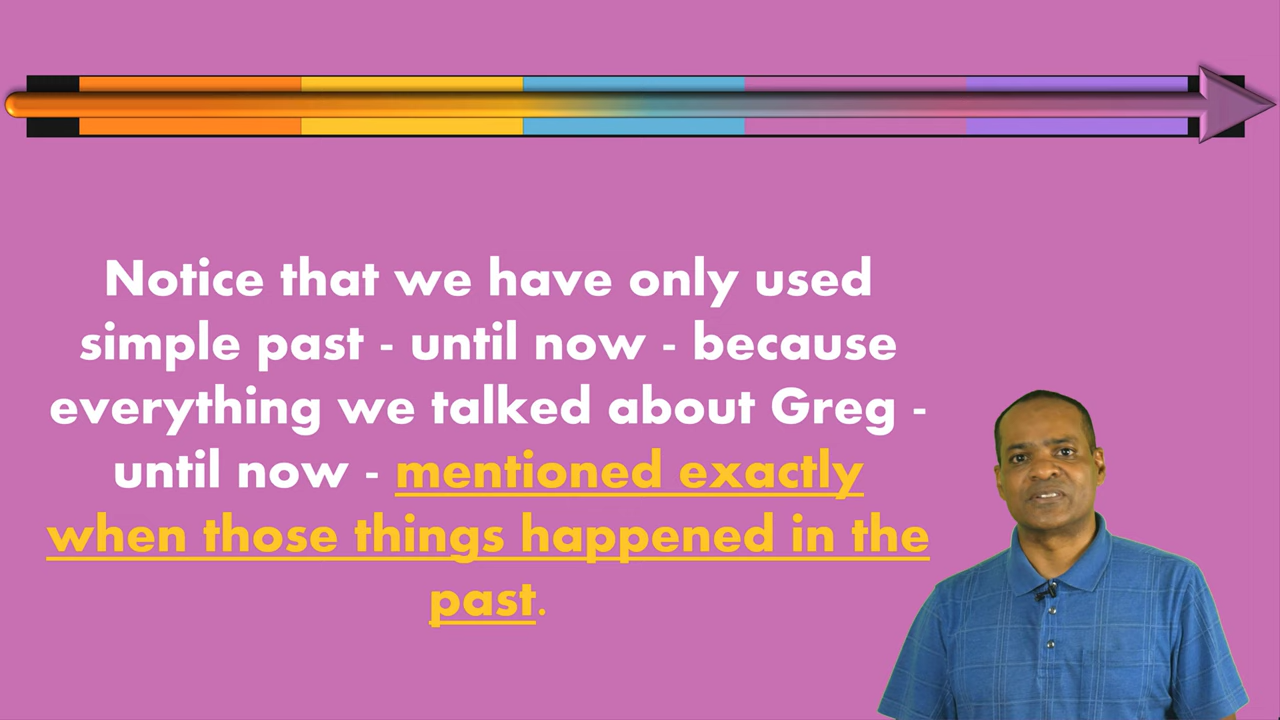 Notice that we have only used
simple past - until now - because
everything we talked about Greg -
until now - mentioned exactly
when those things happened in the
past.